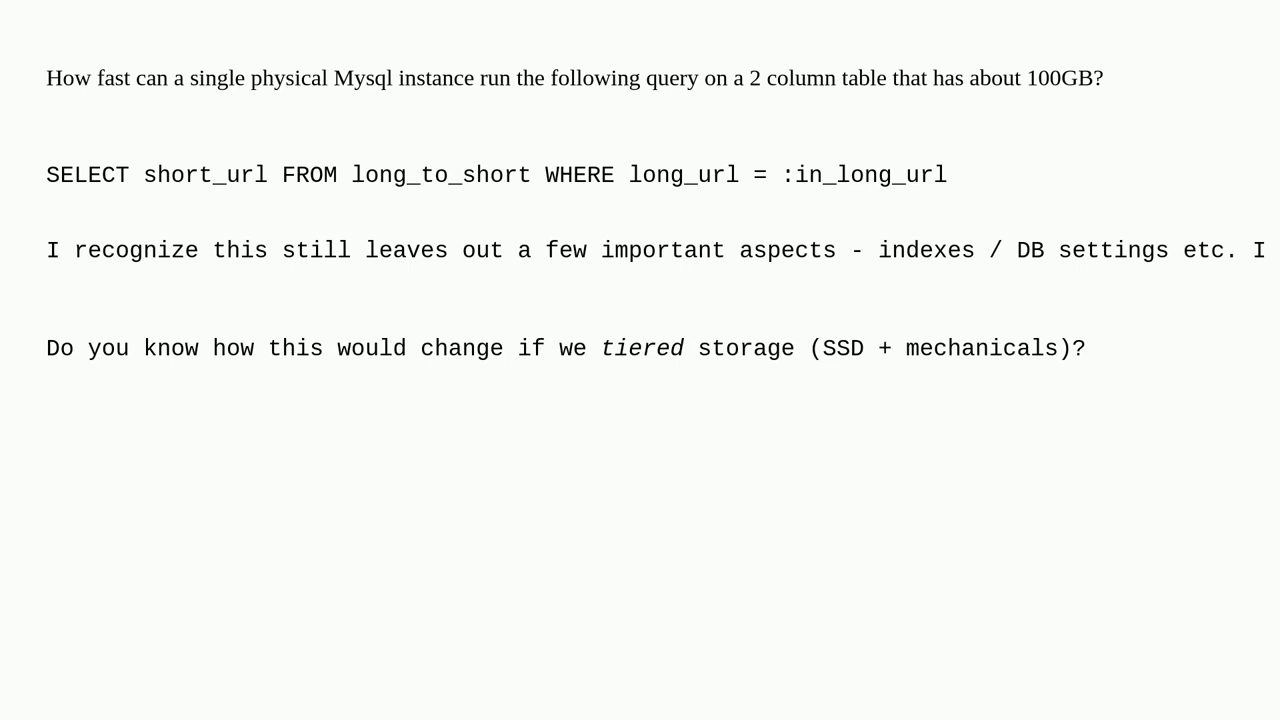 How fast can a single physical Mysql instance run the following query on a 2 column table that has about 100GB?
SELECT short_url FROM long_to_short WHERE long_url = :in_long_url
I recognize this still leaves out a few important aspects - indexes / DB settings etc. I
Do you know how this would change if we tiered storage (SSD + mechanicals)?